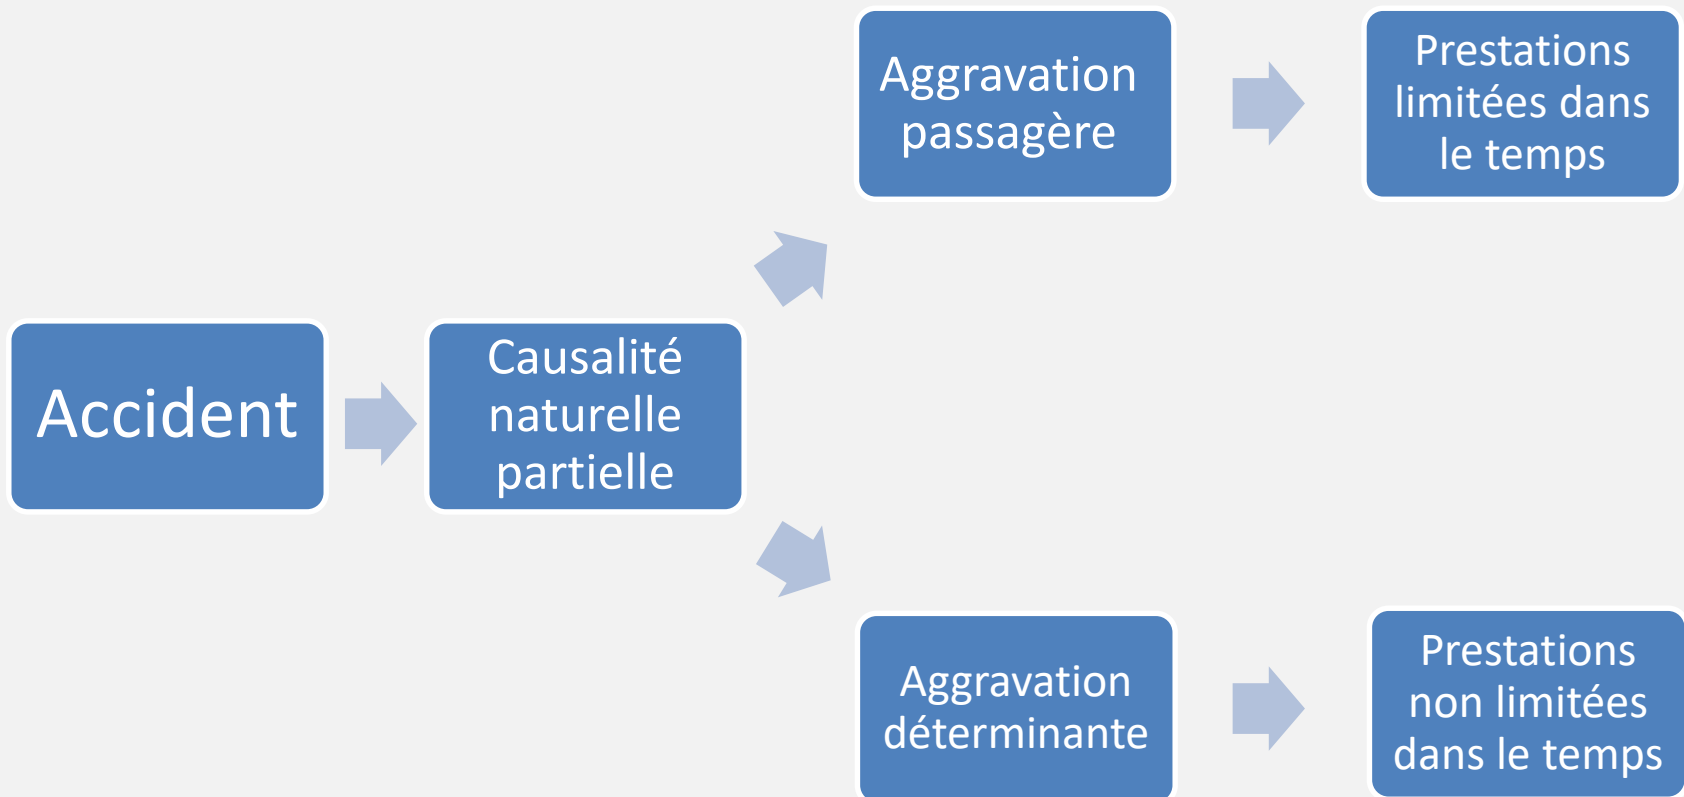 Accident
Causalité
naturelle
partielle
Aggravation
passagère
Prestations
limitées dans
le temps
Aggravation
déterminante
Prestations
non limitées
dans le temps